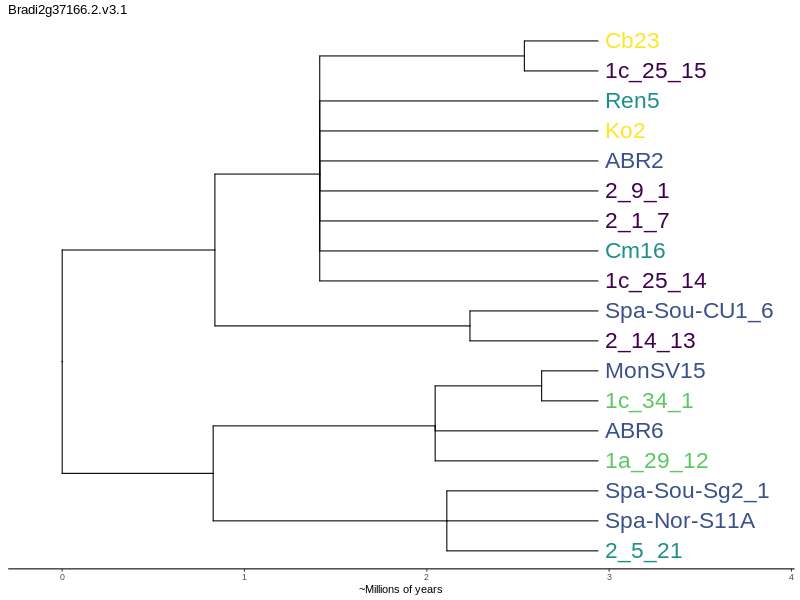 Bradi2g37166.2.v3.1
Cb23
1c_25_15
Ren5
Ko2
ABR2
2_9_1
2_1_7
Cm16
1c_25_14
Spa-Sou-CU1_6
2_14_13
MonSV15
1c_34_1
ABR6
1a_29_12
Spa-Sou-Sg2_1
Spa-Nor-S11A
2_5_21
0 1 2 3 4
~Millions of years